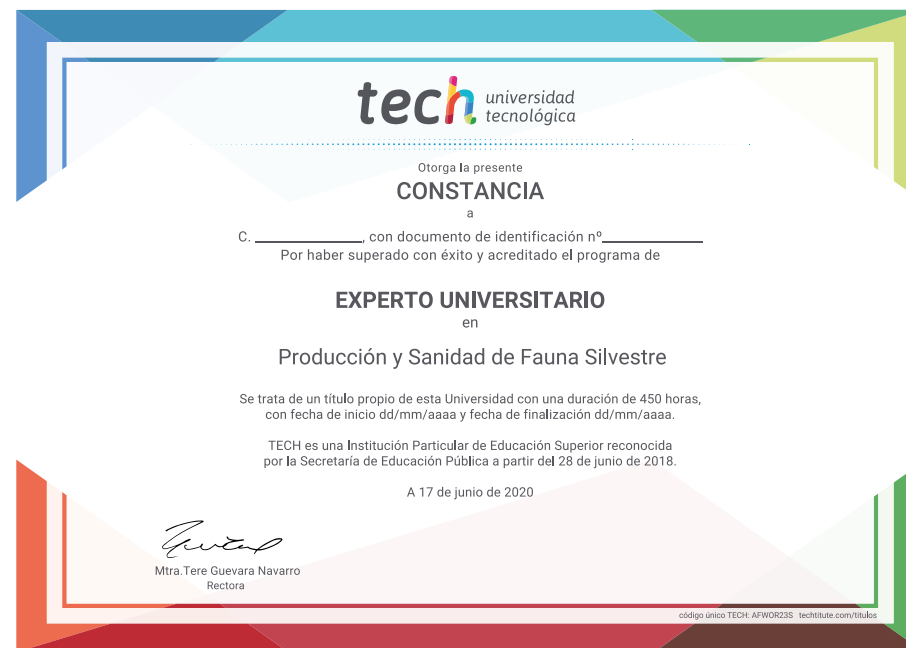 tech universidad
tecnológica
Otorga la presente
CONSTANCIA
a
C. ____________, con documento de identificación nº____________
Por haber superado con éxito y acreditado el programa de
EXPERTO UNIVERSITARIO
en
Producción y Sanidad de Fauna Silvestre
Se trata de un título propio de esta Universidad con una duración de 450 horas,
con fecha de inicio dd/mm/aaaa y fecha de finalización dd/mm/aaaa.
TECH es una Institución Particular de Educación Superior reconocida
por la Secretaría de Educación Pública a partir del 28 de junio de 2018.
A 17 de junio de 2020
Mtra.Tere Guevara Navarro
Rectora
código único TECH: AFWOR23S techtitute.com/titulos